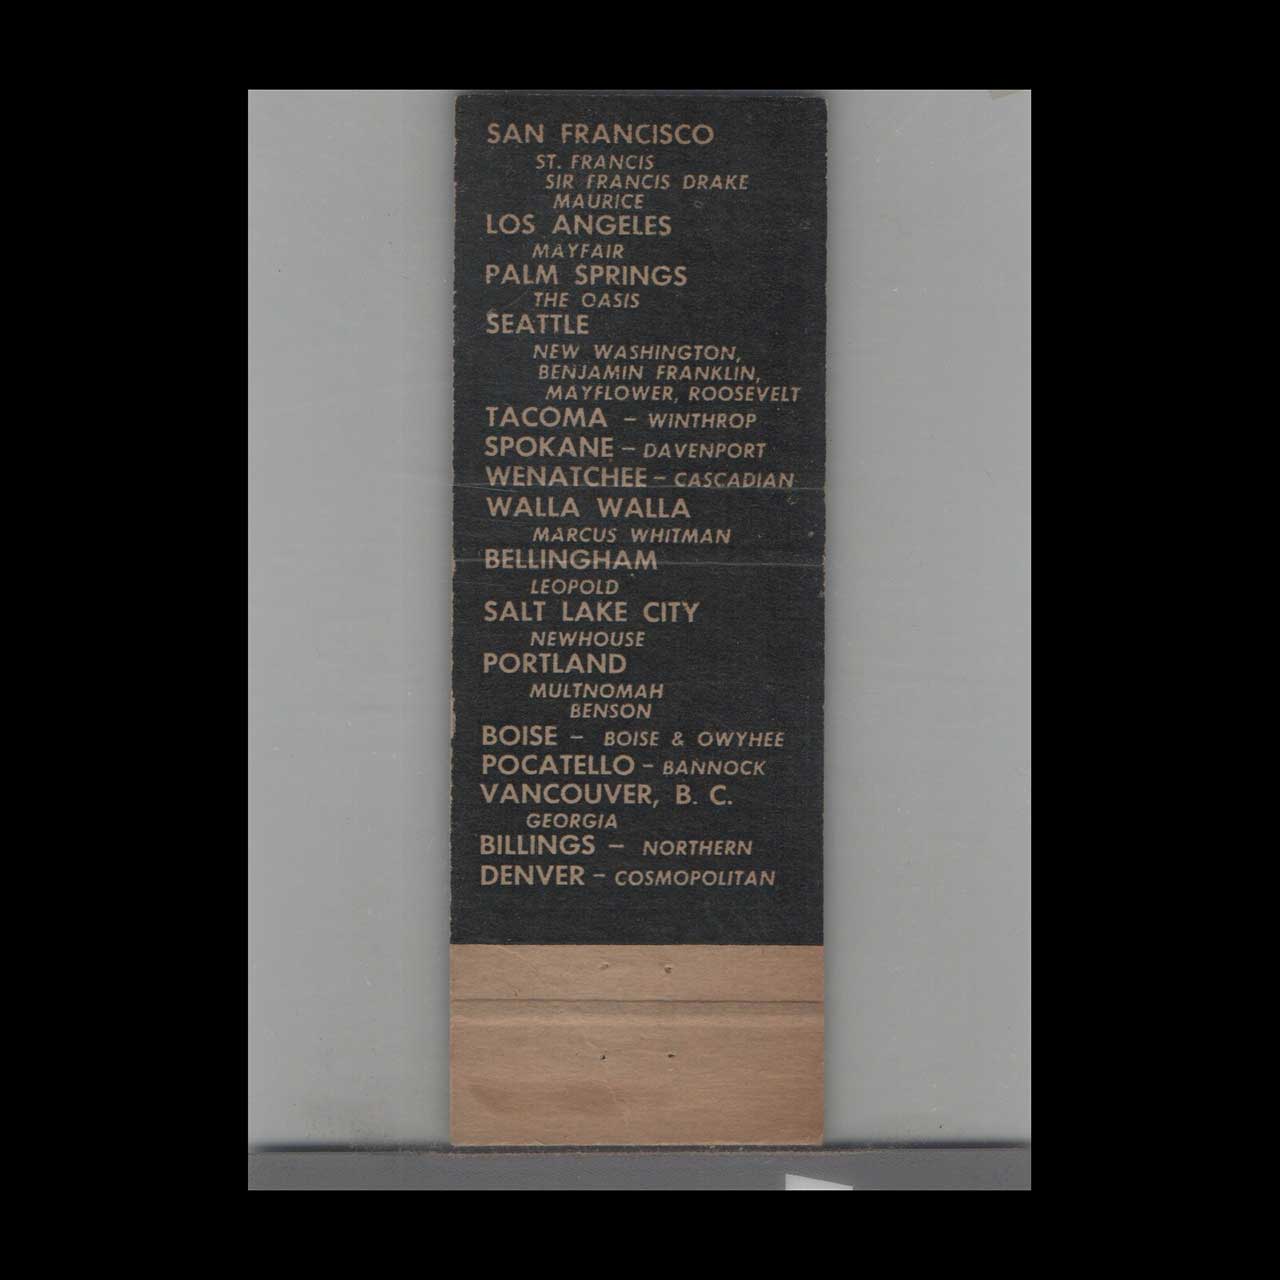 SAN FRANCISCO
ST. FRANCIS
SIR FRANCIS DRAKE
MAURICE
LOS ANGELES
MAYFAIR
PALM SPRINGS
THE OASIS
SEATTLE
NEW WASHINGTON,
BENJAMIN FRANKLIN,
MAYFLOWER, ROOSEVELT
TACOMA – WINTHROP
SPOKANE – DAVENPORT
WENATCHEE – CASCADIAN
WALLA WALLA
MARCUS WHITMAN
BELLINGHAM
LEOPOLD
SALT LAKE CITY
NEWHOUSE
PORTLAND
MULTNOMAH
BENSON
BOISE – BOISE & OWYHEE
POCATELLO – BANNOCK
VANCOUVER, B. C.
GEORGIA
BILLINGS – NORTHERN
DENVER – COSMOPOLITAN